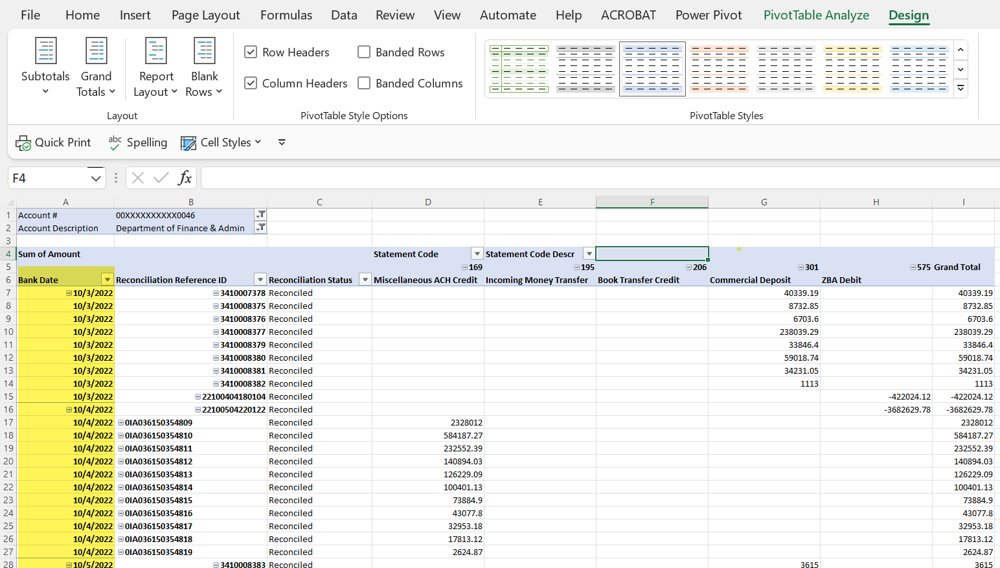 File Home Insert Page Layout Formulas Data Review View Automate Help ACROBAT Power Pivot PivotTable Analyze Design
Subtotals Grand Totals Report Layout Blank Rows
Layout
Row Headers Banded Rows
Column Headers Banded Columns
PivotTable Style Options
PivotTable Styles
Quick Print abc Spelling Cell Styles
F4 fx
A B C D E F G H I
1 Account # 00XXXXXXXXXX0046
2 Account Description Department of Finance & Admin
3
4 Sum of Amount Statement Code Statement Code Descr
5 169 195 206 301 575 Grand Total
6 Bank Date Reconciliation Reference ID Reconciliation Status Miscellaneous ACH Credit Incoming Money Transfer Book Transfer Credit Commercial Deposit ZBA Debit
7 10/3/2022 3410007378 Reconciled 40339.19 40339.19
8 10/3/2022 3410008375 Reconciled 8732.85 8732.85
9 10/3/2022 3410008376 Reconciled 6703.6 6703.6
10 10/3/2022 3410008377 Reconciled 238039.29 238039.29
11 10/3/2022 3410008379 Reconciled 33846.4 33846.4
12 10/3/2022 3410008380 Reconciled 59018.74 59018.74
13 10/3/2022 3410008381 Reconciled 34231.05 34231.05
14 10/3/2022 3410008382 Reconciled 1113 1113
15 10/3/2022 22100404180104 Reconciled -422024.12 -422024.12
16 10/4/2022 22100504220122 Reconciled -3682629.78 -3682629.78
17 10/4/2022 0IA036150354809 Reconciled 2328012 2328012
18 10/4/2022 0IA036150354810 Reconciled 584187.27 584187.27
19 10/4/2022 0IA036150354811 Reconciled 232552.39 232552.39
20 10/4/2022 0IA036150354812 Reconciled 140894.03 140894.03
21 10/4/2022 0IA036150354813 Reconciled 126229.09 126229.09
22 10/4/2022 0IA036150354814 Reconciled 100401.13 100401.13
23 10/4/2022 0IA036150354815 Reconciled 73884.9 73884.9
24 10/4/2022 0IA036150354816 Reconciled 43077.8 43077.8
25 10/4/2022 0IA036150354817 Reconciled 32953.18 32953.18
26 10/4/2022 0IA036150354818 Reconciled 17813.12 17813.12
27 10/4/2022 0IA036150354819 Reconciled 2624.87 2624.87
28 10/5/2022 3410008383 Reconciled 3615 3615